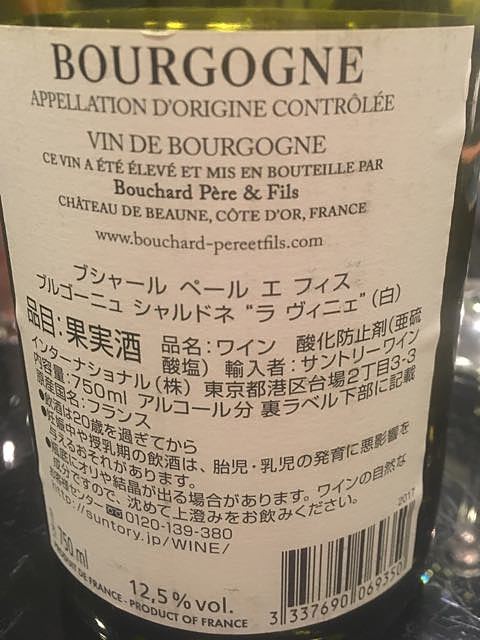 BOURGOGNE
APPELLATION D'ORIGINE CONTRÔLÉE
VIN DE BOURGOGNE
CE VIN A ÉTÉ ÉLEVÉ ET MIS EN BOUTEILLE PAR
Bouchard Père & Fils
CHÂTEAU DE BEAUNE, CÔTE D'OR, FRANCE
www.bouchard-pereetfils.com
ブシャール ペール エ フィス
ブルゴーニュ シャルドネ “ラ ヴィニェ”(白)
品目:果実酒 品名:ワイン 酸化防止剤(亜硫
酸塩) 輸入者:サントリーワイン
インターナショナル(株) 東京都港区台場2丁目3-3
内容量:750ml アルコール分 裏ラベル下部に記載
原産国名:フランス
●飲酒は20歳を過ぎてから
●妊娠中や授乳期の飲酒は、胎児・乳児の発育に悪影響を
与えるおそれがあります。
●瓶底にオリや結晶が出る場合があります。ワインの自然な
成分ですので、沈めて上澄みをお飲みください。
お客様センター 0120-139-380
http://suntory.jp/WINE/
2017
750 ml
12,5 % vol.
PRODUIT DE FRANCE - PRODUCT OF FRANCE
3 337690 069350